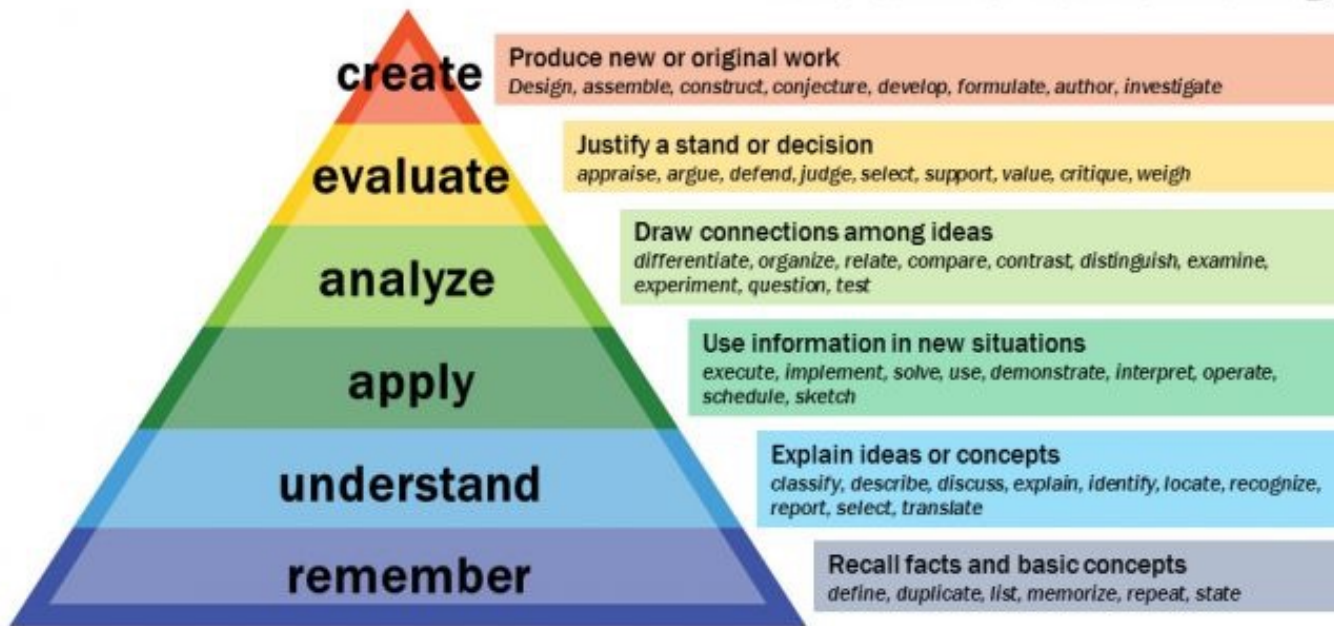 create
Produce new or original work
Design, assemble, construct, conjecture, develop, formulate, author, investigate
evaluate
Justify a stand or decision
appraise, argue, defend, judge, select, support, value, critique, weigh
analyze
Draw connections among ideas
differentiate, organize, relate, compare, contrast, distinguish, examine,
experiment, question, test
apply
Use information in new situations
execute, implement, solve, use, demonstrate, interpret, operate,
schedule, sketch
understand
Explain ideas or concepts
classify, describe, discuss, explain, identify, locate, recognize,
report, select, translate
remember
Recall facts and basic concepts
define, duplicate, list, memorize, repeat, state